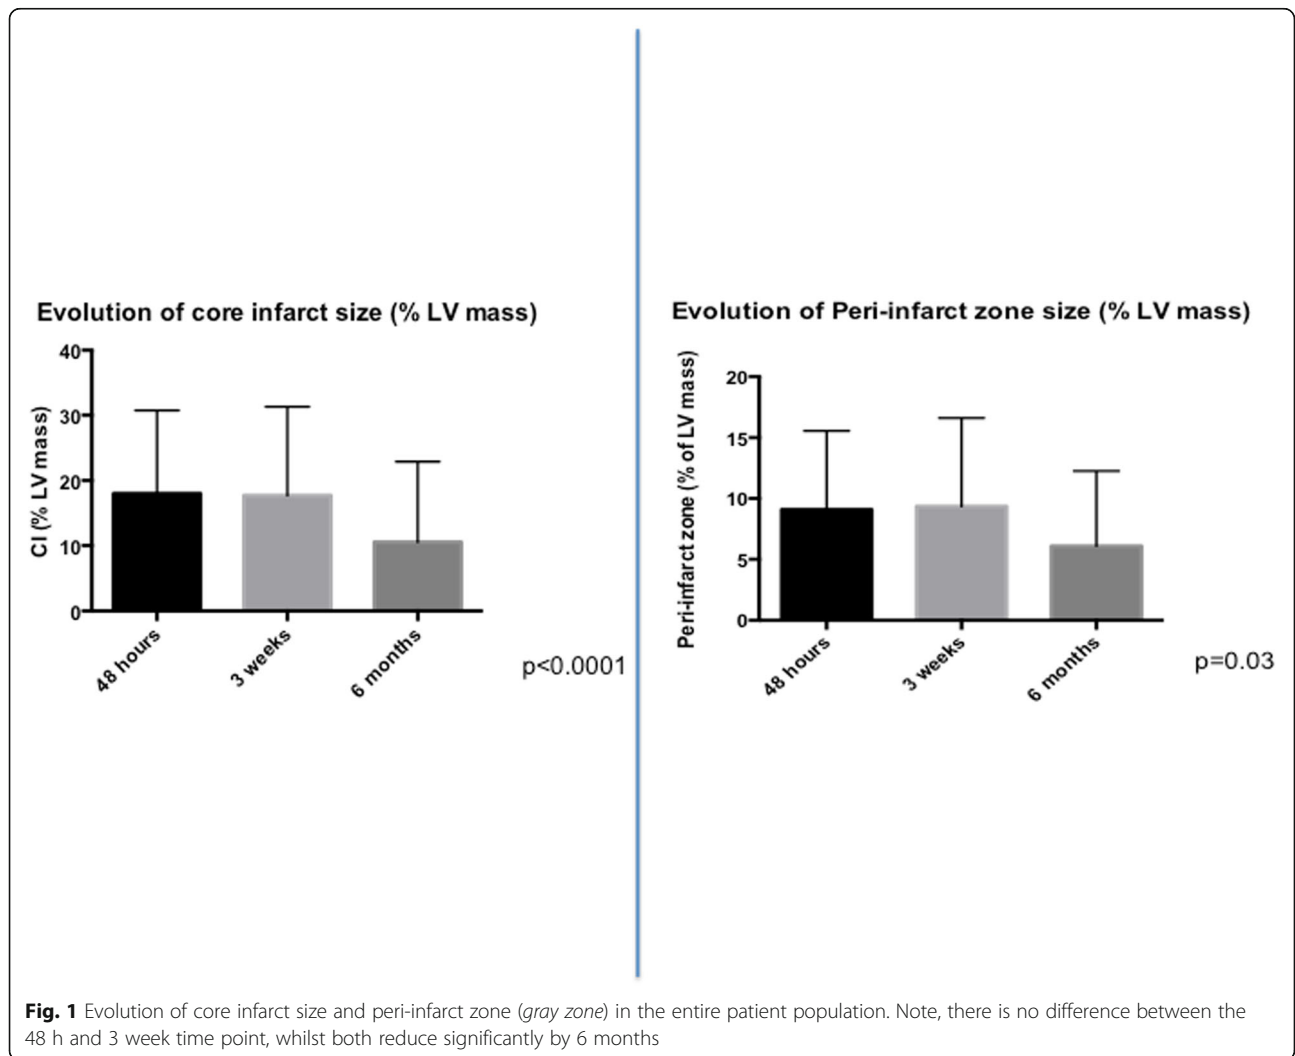 Evolution of core infarct size (% LV mass)
CI (% LV mass)
40
30
20
10
0
48 hours
3 weeks
6 months
p<0.0001
Evolution of Peri-infarct zone size (% LV mass)
Peri-infarct zone (% of LV mass)
20
15
10
5
0
48 hours
3 weeks
6 months
p=0.03
Fig. 1 Evolution of core infarct size and peri-infarct zone (gray zone) in the entire patient population. Note, there is no difference between the
48 h and 3 week time point, whilst both reduce significantly by 6 months